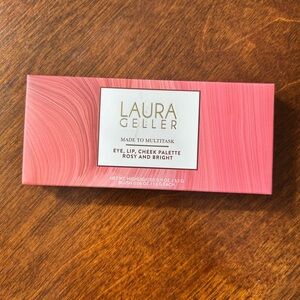 LAURA
GELLER
MADE TO MULTITASK
EYE, LIP, CHEEK PALETTE
ROSY AND BRIGHT